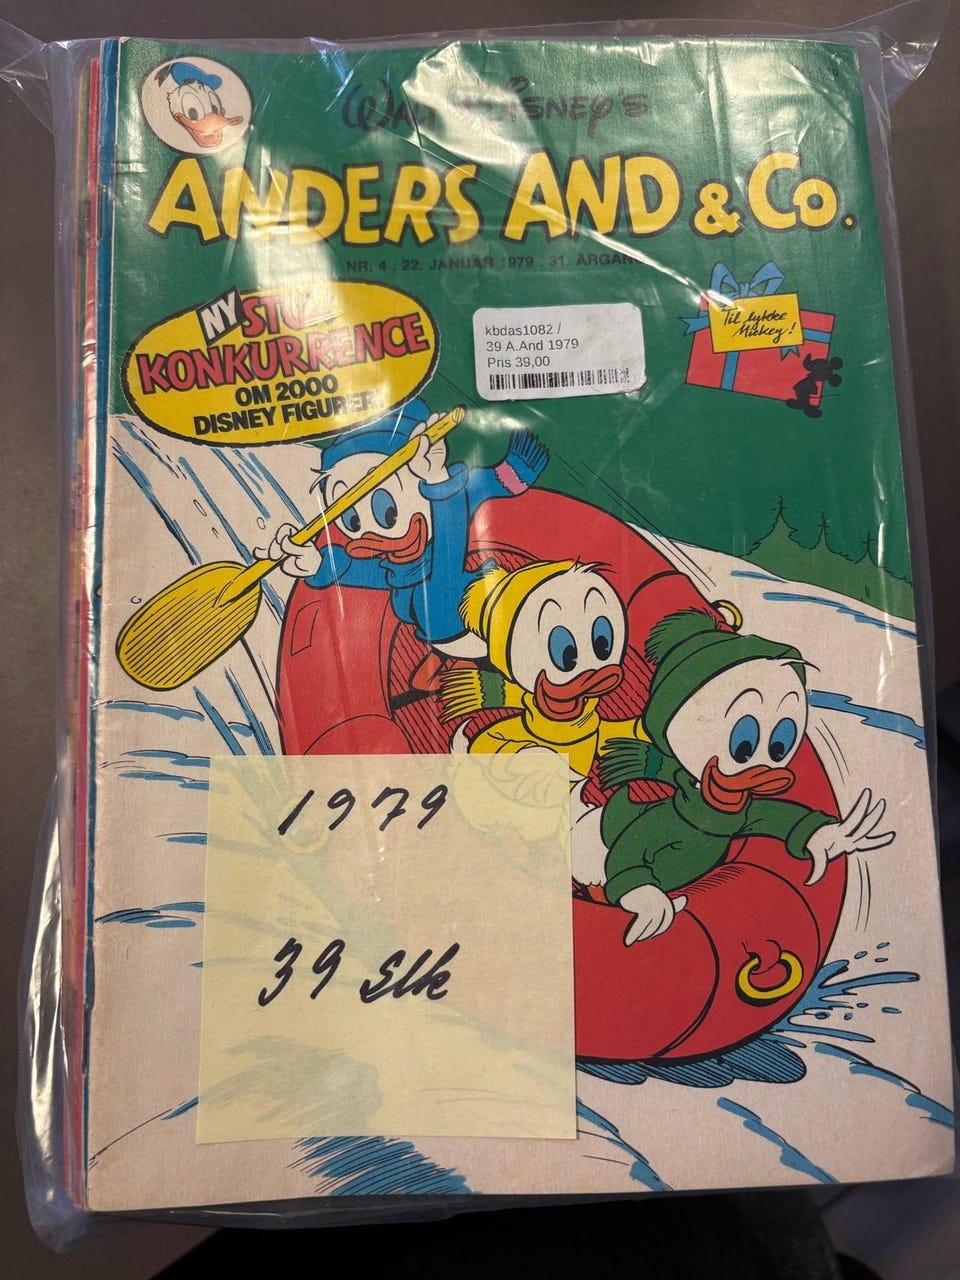 WALT DISNEY'S
ANDERS AND & Co.
NR. 4 . 22. JANUAR 1979 . 31. ÅRGANG
NY STOR
KONKURRENCE
OM 2000
DISNEY FIGURER
kbdas1082 /
39 A.And 1979
Pris 39,00
Til lykke
Mickey!
1979
39 Stk